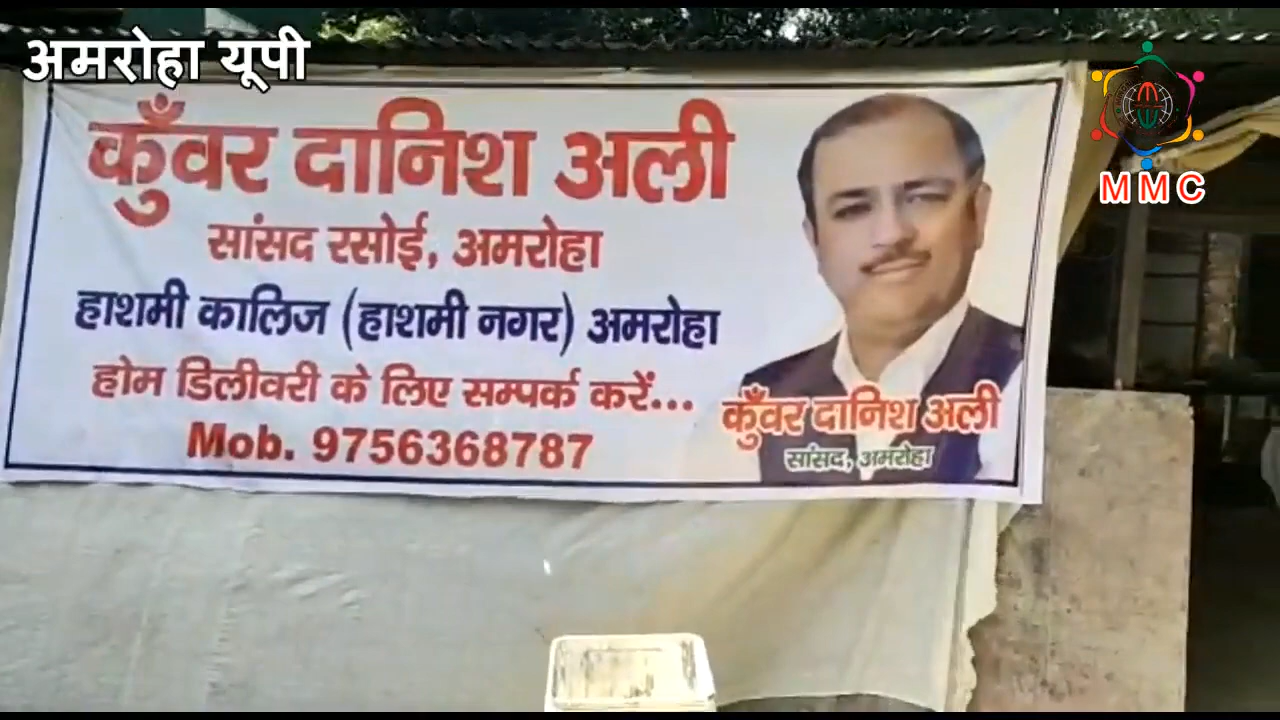 अमरोहा यूपी
MMC
कुँवर दानिश अली
सांसद रसोई, अमरोहा
हाशमी कालिज (हाशमी नगर) अमरोहा
होम डिलीवरी के लिए सम्पर्क करें...
Mob. 9756368787
कुँवर दानिश अली
सांसद, अमरोहा